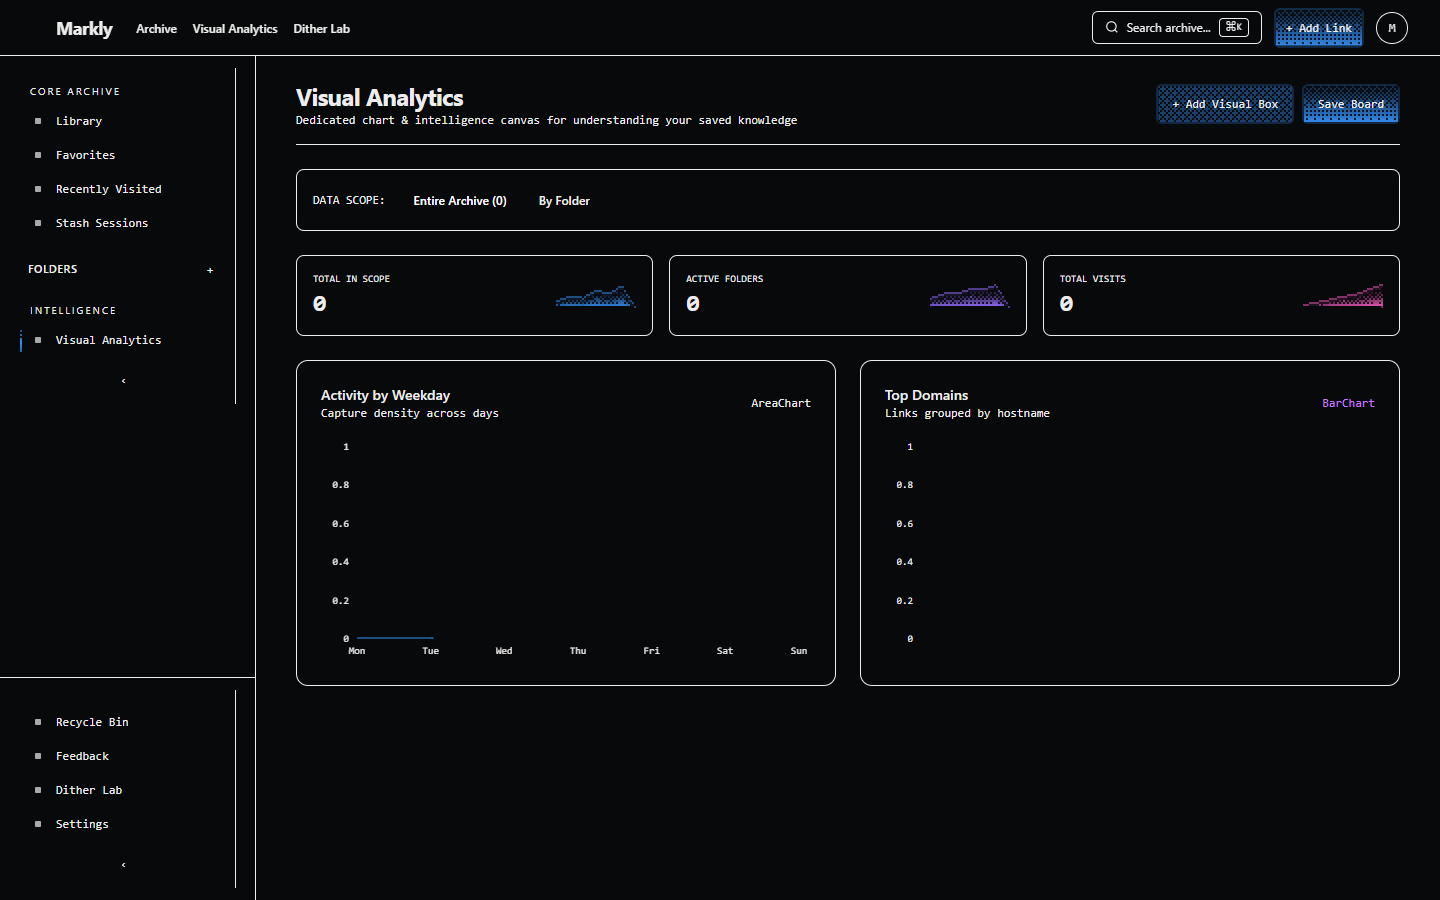 Markly
Archive
Visual Analytics
Dither Lab
Search archive...
⌘K
+ Add Link
M
CORE ARCHIVE
Library
Favorites
Recently Visited
Stash Sessions
FOLDERS
+
INTELLIGENCE
Visual Analytics
‹
Recycle Bin
Feedback
Dither Lab
Settings
‹
Visual Analytics
Dedicated chart & intelligence canvas for understanding your saved knowledge
+ Add Visual Box
Save Board
DATA SCOPE:
Entire Archive (0)
By Folder
TOTAL IN SCOPE
0
ACTIVE FOLDERS
0
TOTAL VISITS
0
Activity by Weekday
Capture density across days
AreaChart
1
0.8
0.6
0.4
0.2
0
Mon Tue Wed Thu Fri Sat Sun
Top Domains
Links grouped by hostname
BarChart
1
0.8
0.6
0.4
0.2
0